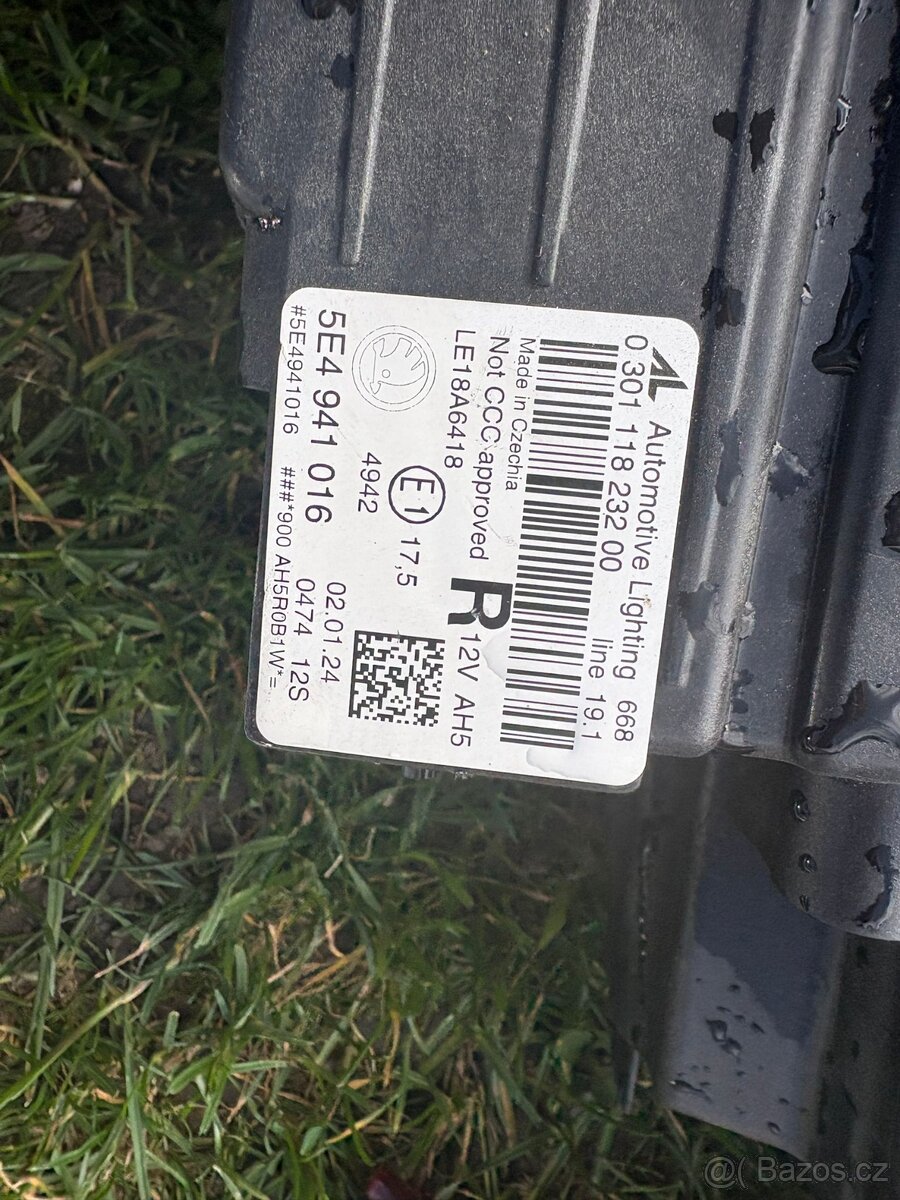 Automotive Lighting 668
0 301 118 232 00 line 19.1
Made in Czechia
Not CCC approved
LE18A6418
R 12V AH5
E1 17,5
4942
02.01.24
5E4 941 016 0474 12S
#5E4941016 ###*900 AH5R0B1W*=
@( Bazos.cz